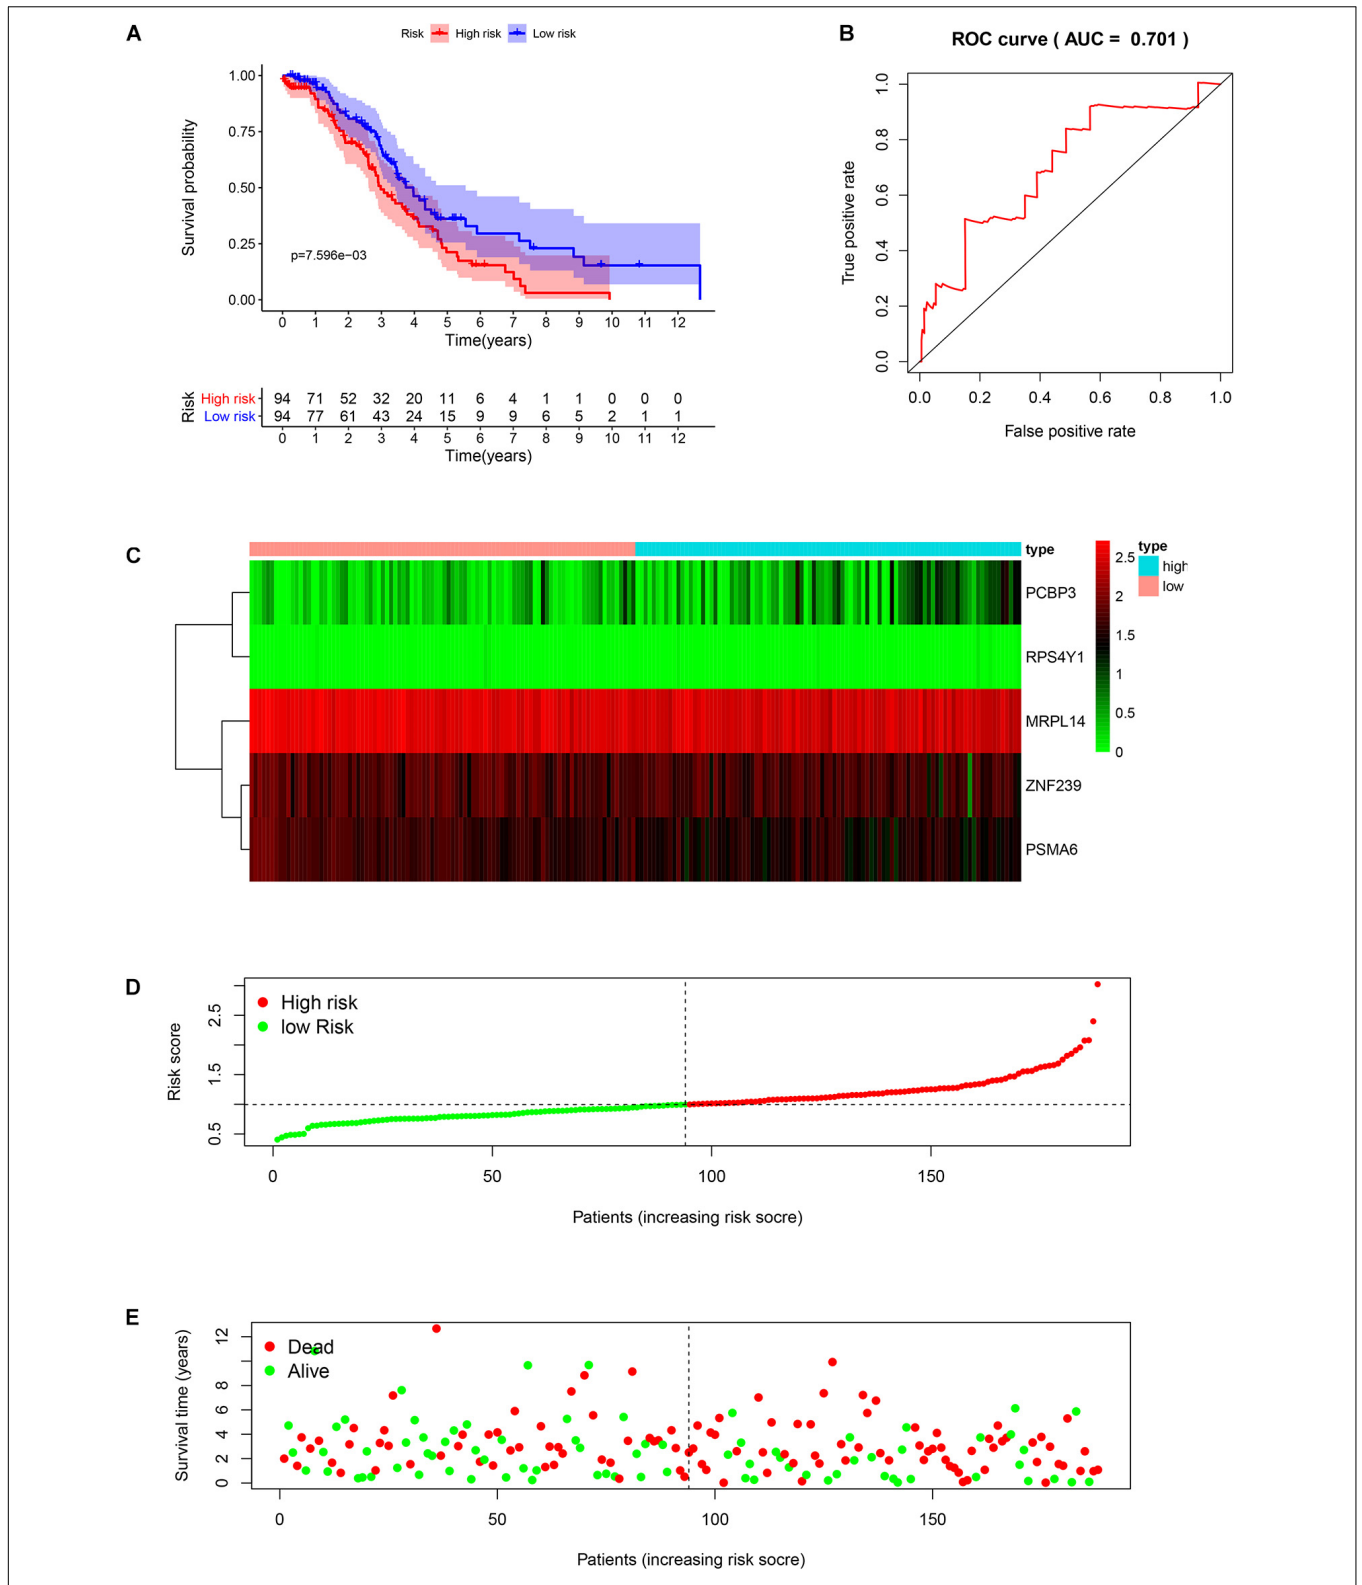 A
Risk High risk Low risk
1.00
0.75
0.50
0.25
0.00
Survival probability
p=7.596e−03
0 1 2 3 4 5 6 7 8 9 10 11 12
Time(years)
Risk
High risk 94 71 52 32 20 11 6 4 1 1 0 0 0
Low risk 94 77 61 43 24 15 9 9 6 5 2 1 1
0 1 2 3 4 5 6 7 8 9 10 11 12
Time(years)
B
ROC curve ( AUC = 0.701 )
True positive rate
1.0
0.8
0.6
0.4
0.2
0.0
0.0 0.2 0.4 0.6 0.8 1.0
False positive rate
C
type
PCBP3
RPS4Y1
MRPL14
ZNF239
PSMA6
2.5
2
1.5
1
0.5
0
type
high
low
D
High risk
low Risk
Risk score
2.5
1.5
0.5
0 50 100 150
Patients (increasing risk socre)
E
Dead
Alive
Survival time (years)
12
8
6
4
2
0
0 50 100 150
Patients (increasing risk socre)